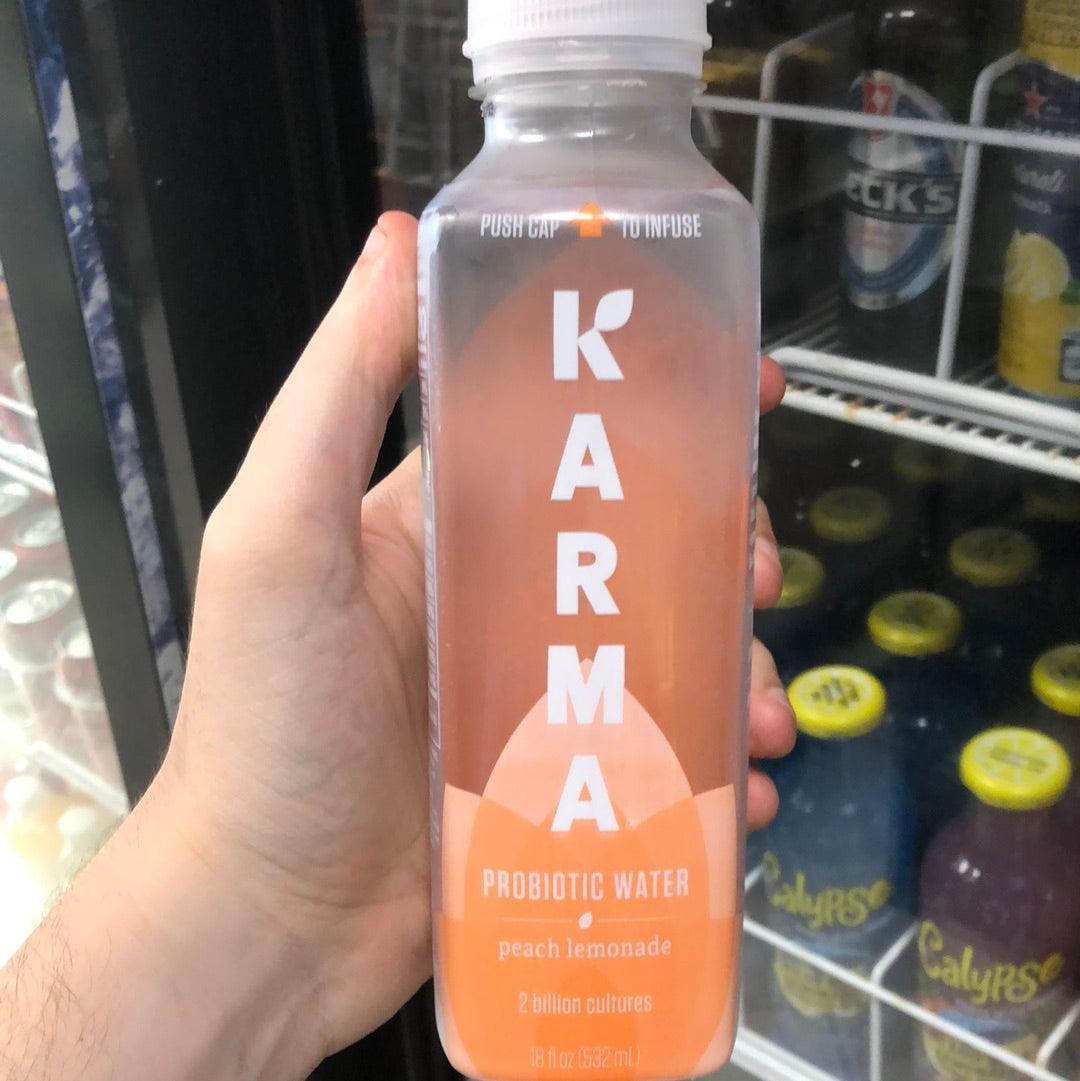 PUSH CAP TO INFUSE
KARMA
PROBIOTIC WATER
peach lemonade
2 billion cultures
18 fl oz (532 mL)
ECK'S
Calypso
Calypso